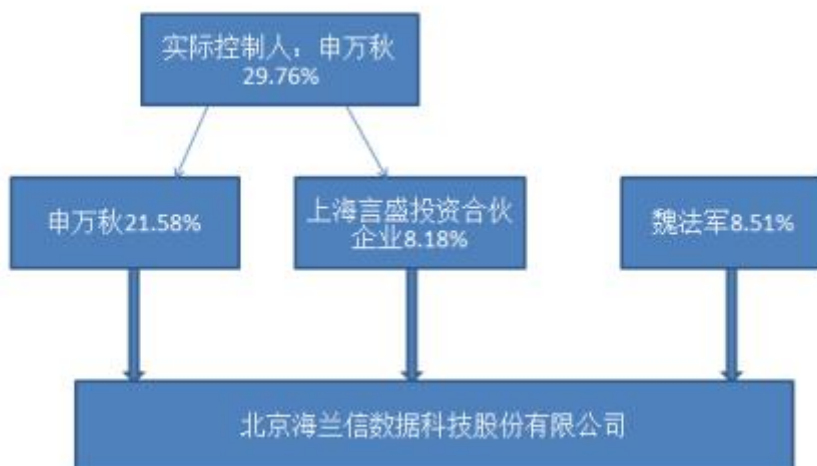 实际控制人：申万秋
29.76%
申万秋21.58%
上海言盛投资合伙
企业8.18%
魏法军8.51%
北京海兰信数据科技股份有限公司